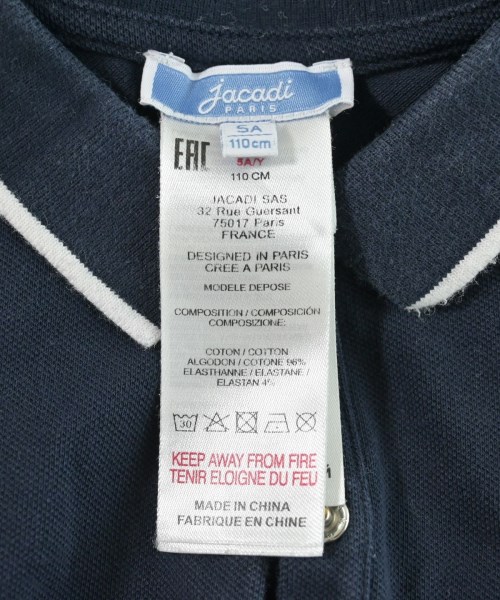 Jacadi
PARIS
5A
110cm
EAC
5A/Y
110 CM
JACADI SAS
32 Rue Guersant
75017 Paris
FRANCE
DESIGNED IN PARIS
CREE A PARIS
MODELE DEPOSE
COMPOSITION / COMPOSICIÓN
COMPOSIZIONE:
COTON / COTTON
ALGODON / COTONE 96%
ELASTHANNE / ELASTANE /
ELASTAN 4%
30
KEEP AWAY FROM FIRE
TENIR ELOIGNE DU FEU
MADE IN CHINA
FABRIQUE EN CHINE